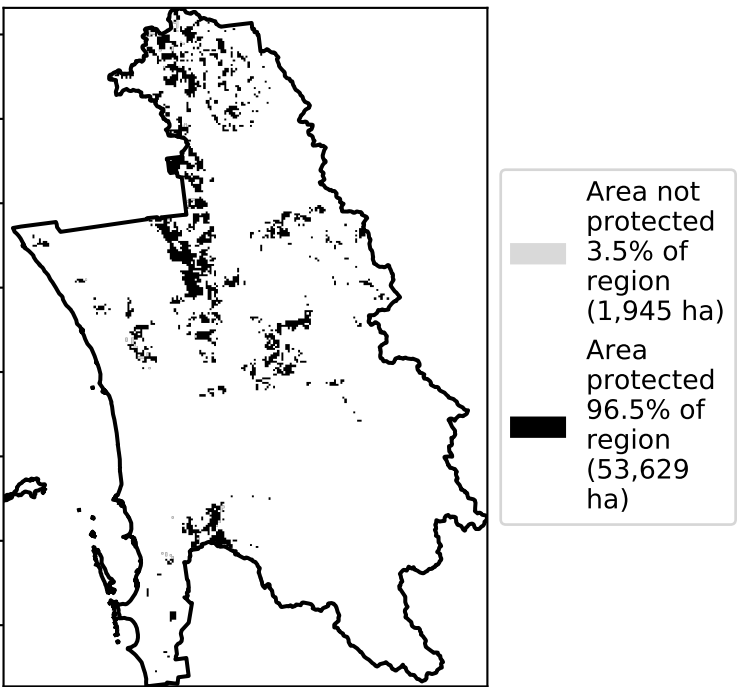 Area not
protected
3.5% of
region
(1,945 ha)
Area
protected
96.5% of
region
(53,629
ha)